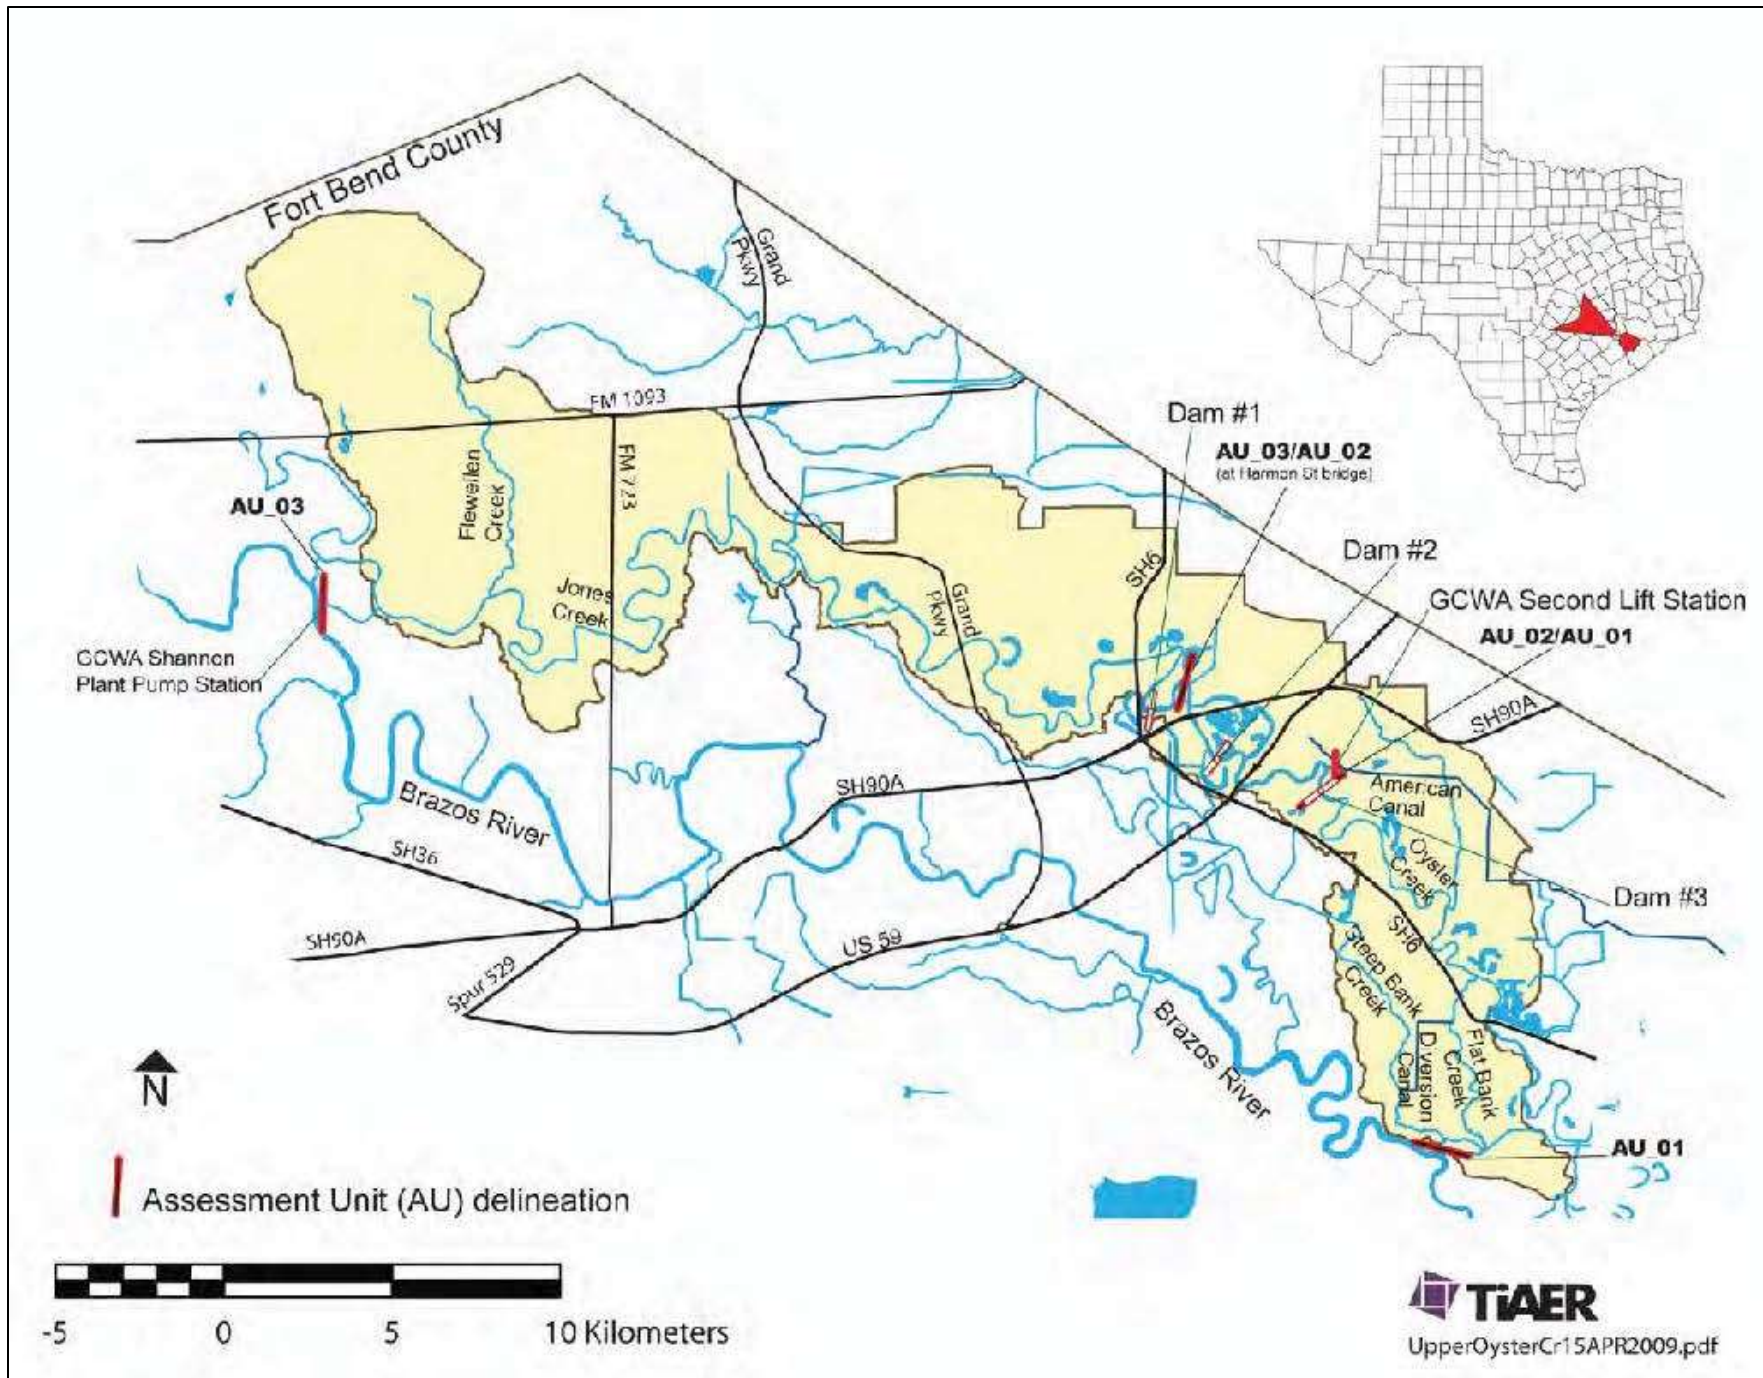 Fort Bend County
Grand
Pkwy
FM 1093
Dam #1
AU_03/AU_02
(at Harmon St bridge)
FM 723
Flewellen
Creek
AU_03
SH6
Dam #2
Jones
Creek
Grand
Pkwy
GCWA Second Lift Station
AU_02/AU_01
GCWA Shannon
Plant Pump Station
SH90A
American
Canal
SH90A
Brazos River
SH36
Oyster
Creek
Dam #3
SH90A
US 59
SH6
Spur 529
Steep Bank
Creek
Brazos River
Diversion
Canal
Flat Bank
Creek
N
AU_01
Assessment Unit (AU) delineation
-5 0 5 10 Kilometers
TIAER
UpperOysterCr15APR2009.pdf